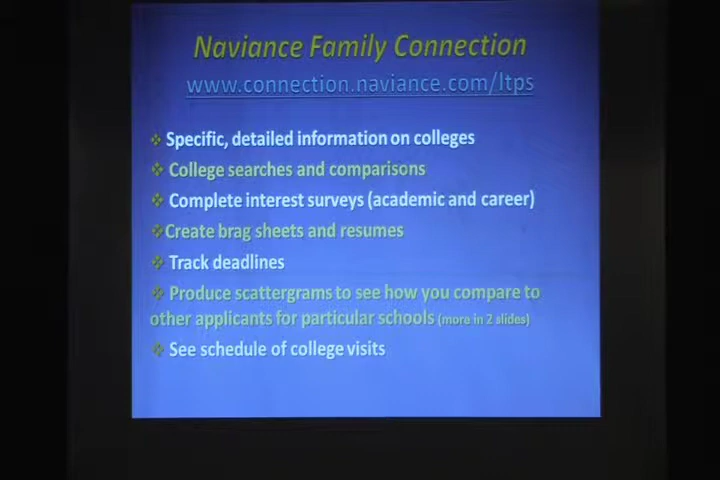 Naviance Family Connection
www.connection.naviance.com/ltps
❖ Specific, detailed information on colleges
❖ College searches and comparisons
❖ Complete interest surveys (academic and career)
❖Create brag sheets and resumes
❖ Track deadlines
❖ Produce scattergrams to see how you compare to
other applicants for particular schools (more in 2 slides)
❖ See schedule of college visits